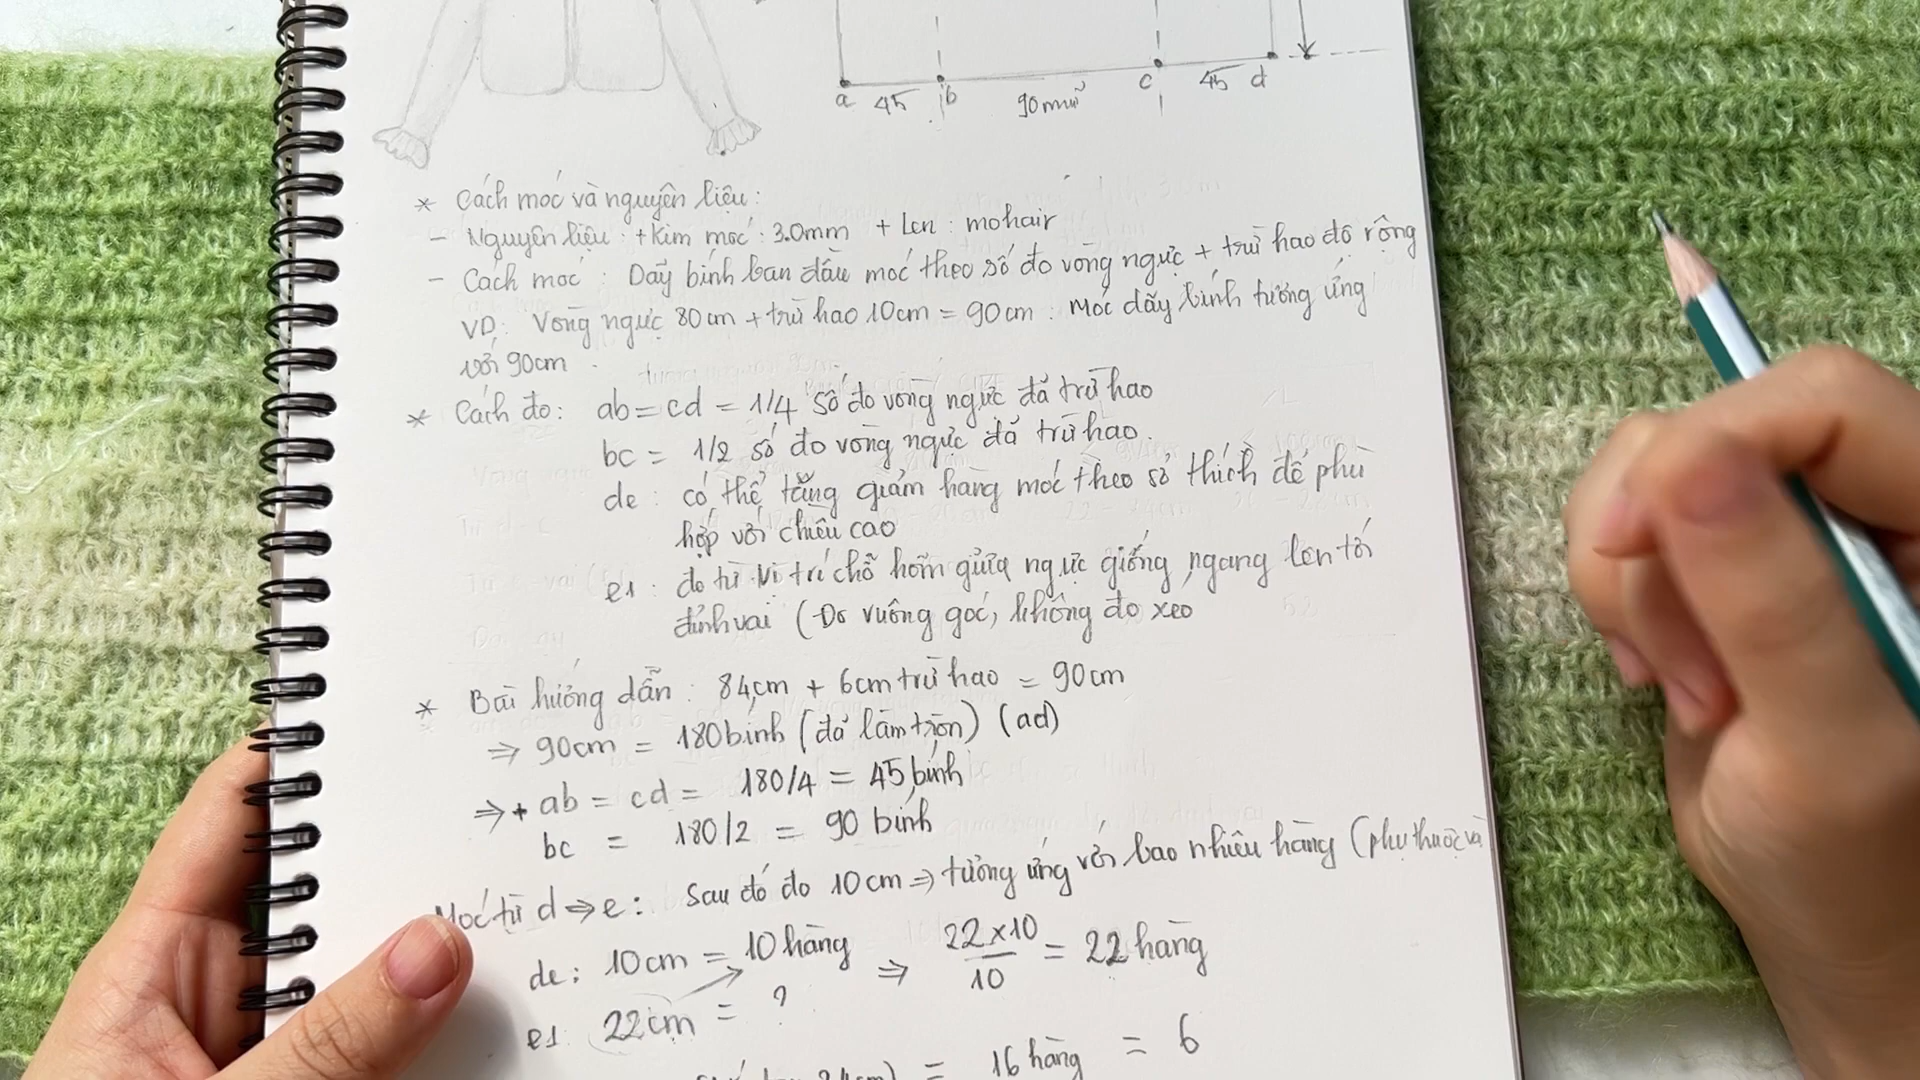 a 45 b 90 mũi c 45 d
* Cách móc và nguyên liệu:
- Nguyên liệu: + Kim móc: 3.0mm + Len: mohair
- Cách móc: Dãy bính ban đầu móc theo số đo vòng ngực + trừ hao độ rộng
VD: Vòng ngực 80cm + trừ hao 10cm = 90cm: Móc dãy bính tương ứng
với 90cm
* Cách đo: ab = cd = 1/4 số đo vòng ngực đã trừ hao
bc = 1/2 số đo vòng ngực đã trừ hao.
de: có thể tăng giảm hàng móc theo sở thích để phù
hợp với chiều cao
e1: đo từ vị trí chỗ hõm giữa ngực gióng ngang lên tới
đỉnh vai (Đo vuông góc, không đo xéo
* Bài hướng dẫn: 84cm + 6cm trừ hao = 90cm
⇒ 90cm = 180 bính (đã làm tròn) (ad)
⇒ + ab = cd = 180/4 = 45 bính
bc = 180/2 = 90 bính
Móc từ d ⇒ e: Sau đó đo 10cm ⇒ tương ứng với bao nhiêu hàng (phụ thuộc và
de: 10cm = 10 hàng ⇒ 22x10/10 = 22 hàng
e1: 22cm = ?
= 16 hàng = 6